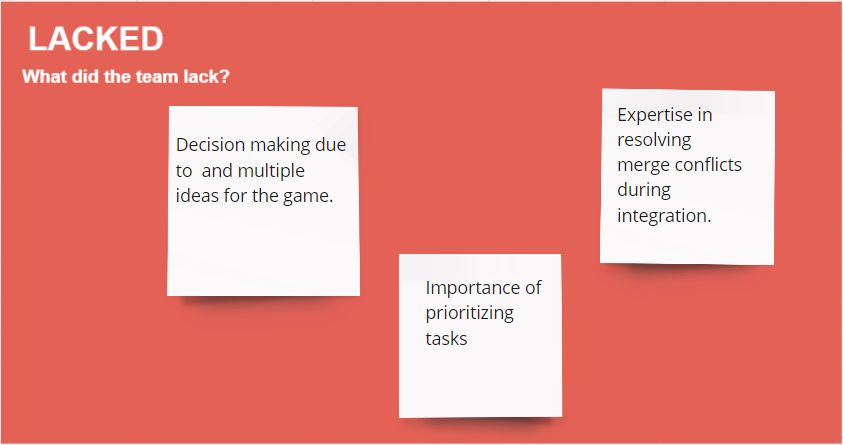 LACKED
What did the team lack?
Decision making due
to  and multiple
ideas for the game.
Expertise in
resolving
merge conflicts
during
integration.
Importance of
prioritizing
tasks